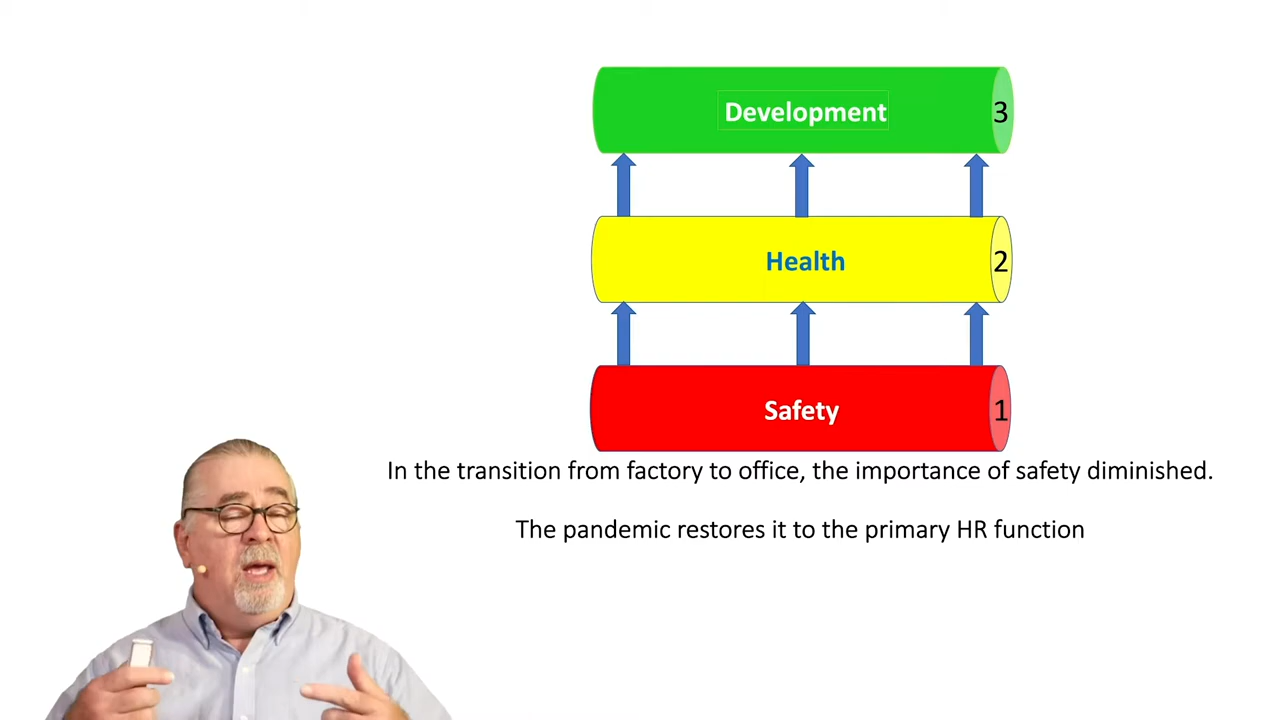 Development
3
Health
2
Safety
1
In the transition from factory to office, the importance of safety diminished.
The pandemic restores it to the primary HR function